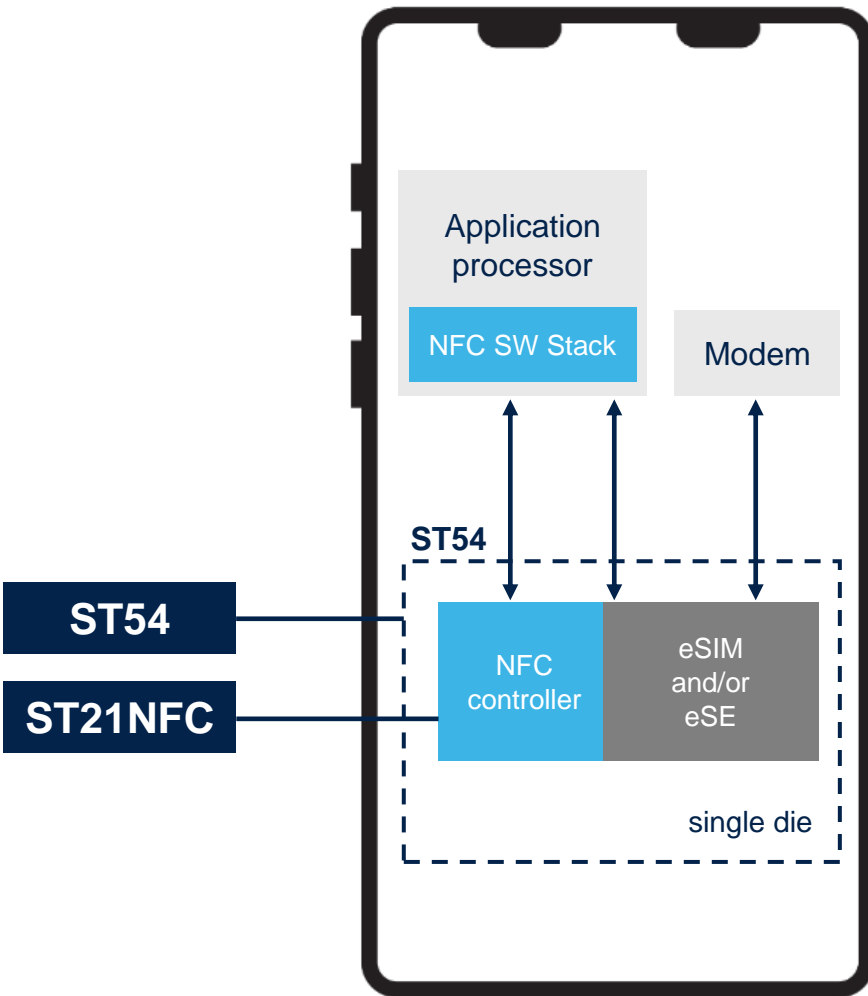 Application
processor
NFC SW Stack
Modem
ST54
ST54
ST21NFC
NFC
controller
eSIM
and/or
eSE
single die